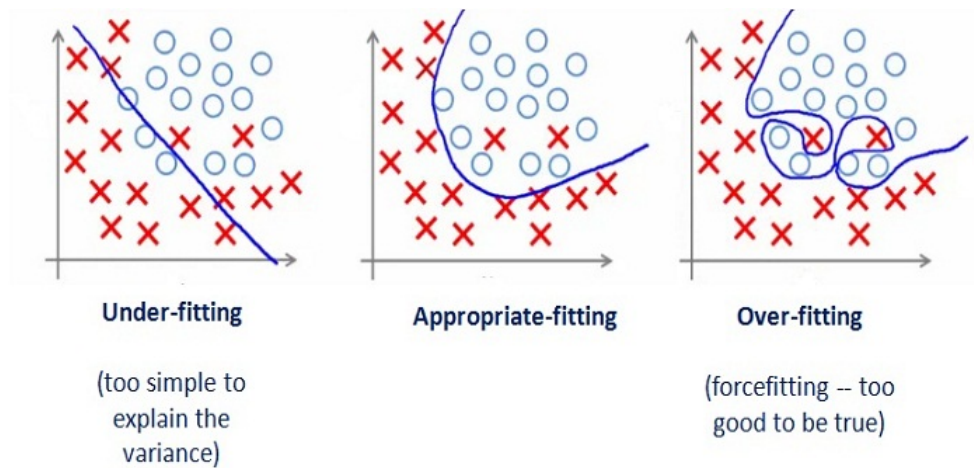 Under-fitting
Appropriate-fitting
Over-fitting
(too simple to
explain the
variance)
(forcefitting -- too
good to be true)